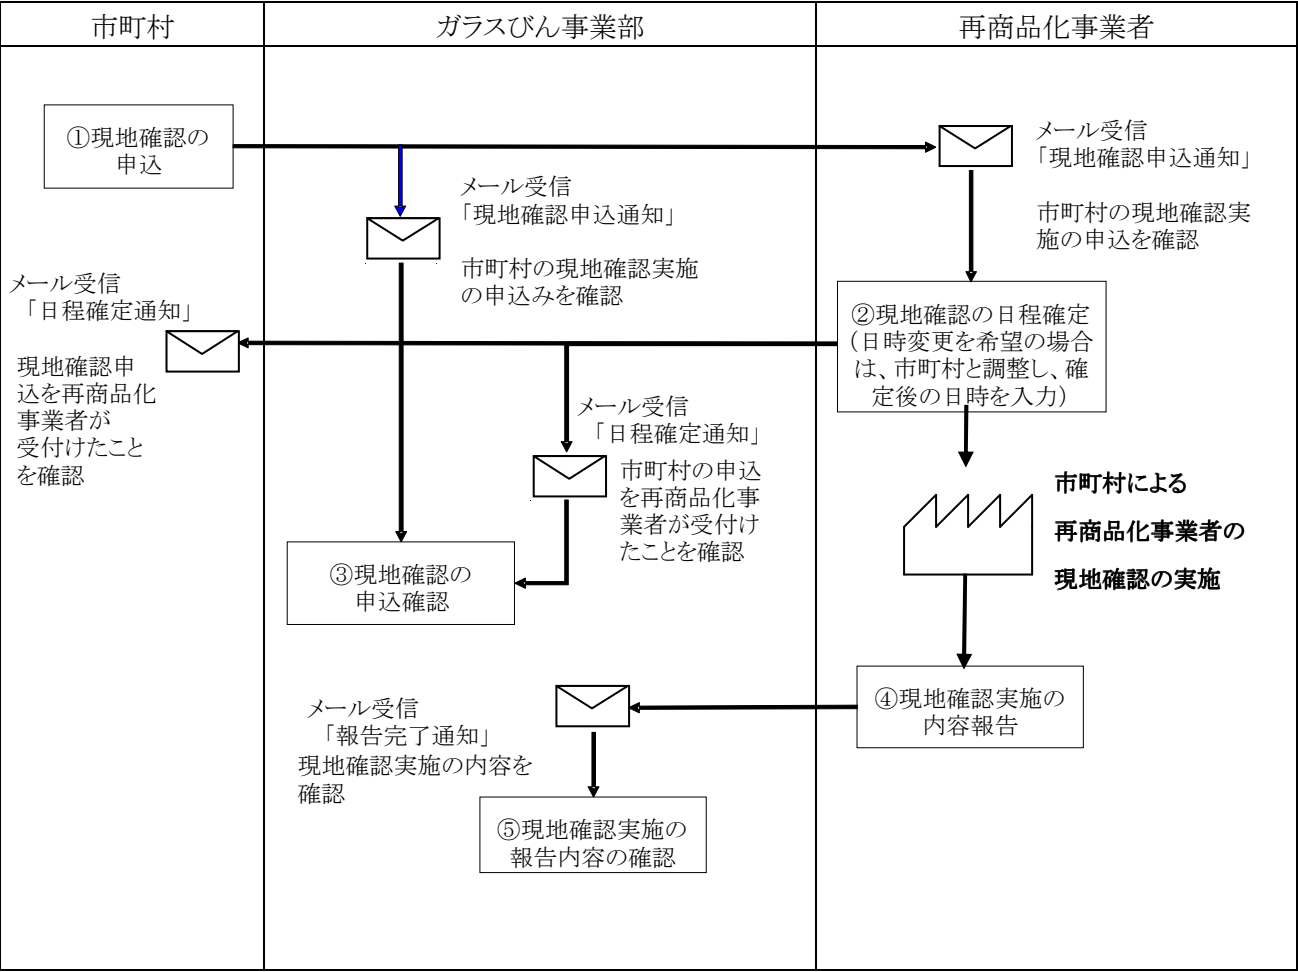 市町村
ガラスびん事業部
再商品化事業者
①現地確認の
申込
メール受信
「現地確認申込通知」
市町村の現地確認実
施の申込を確認
メール受信
「現地確認申込通知」
市町村の現地確認実施
の申込みを確認
メール受信
「日程確定通知」
現地確認申
込を再商品化
事業者が
受付けたこと
を確認
②現地確認の日程確定
（日時変更を希望の場合
は、市町村と調整し、確
定後の日時を入力）
メール受信
「日程確定通知」
市町村の申込
を再商品化事
業者が受付け
たことを確認
市町村による
再商品化事業者の
現地確認の実施
③現地確認の
申込確認
④現地確認実施の
内容報告
メール受信
「報告完了通知」
現地確認実施の内容を
確認
⑤現地確認実施の
報告内容の確認